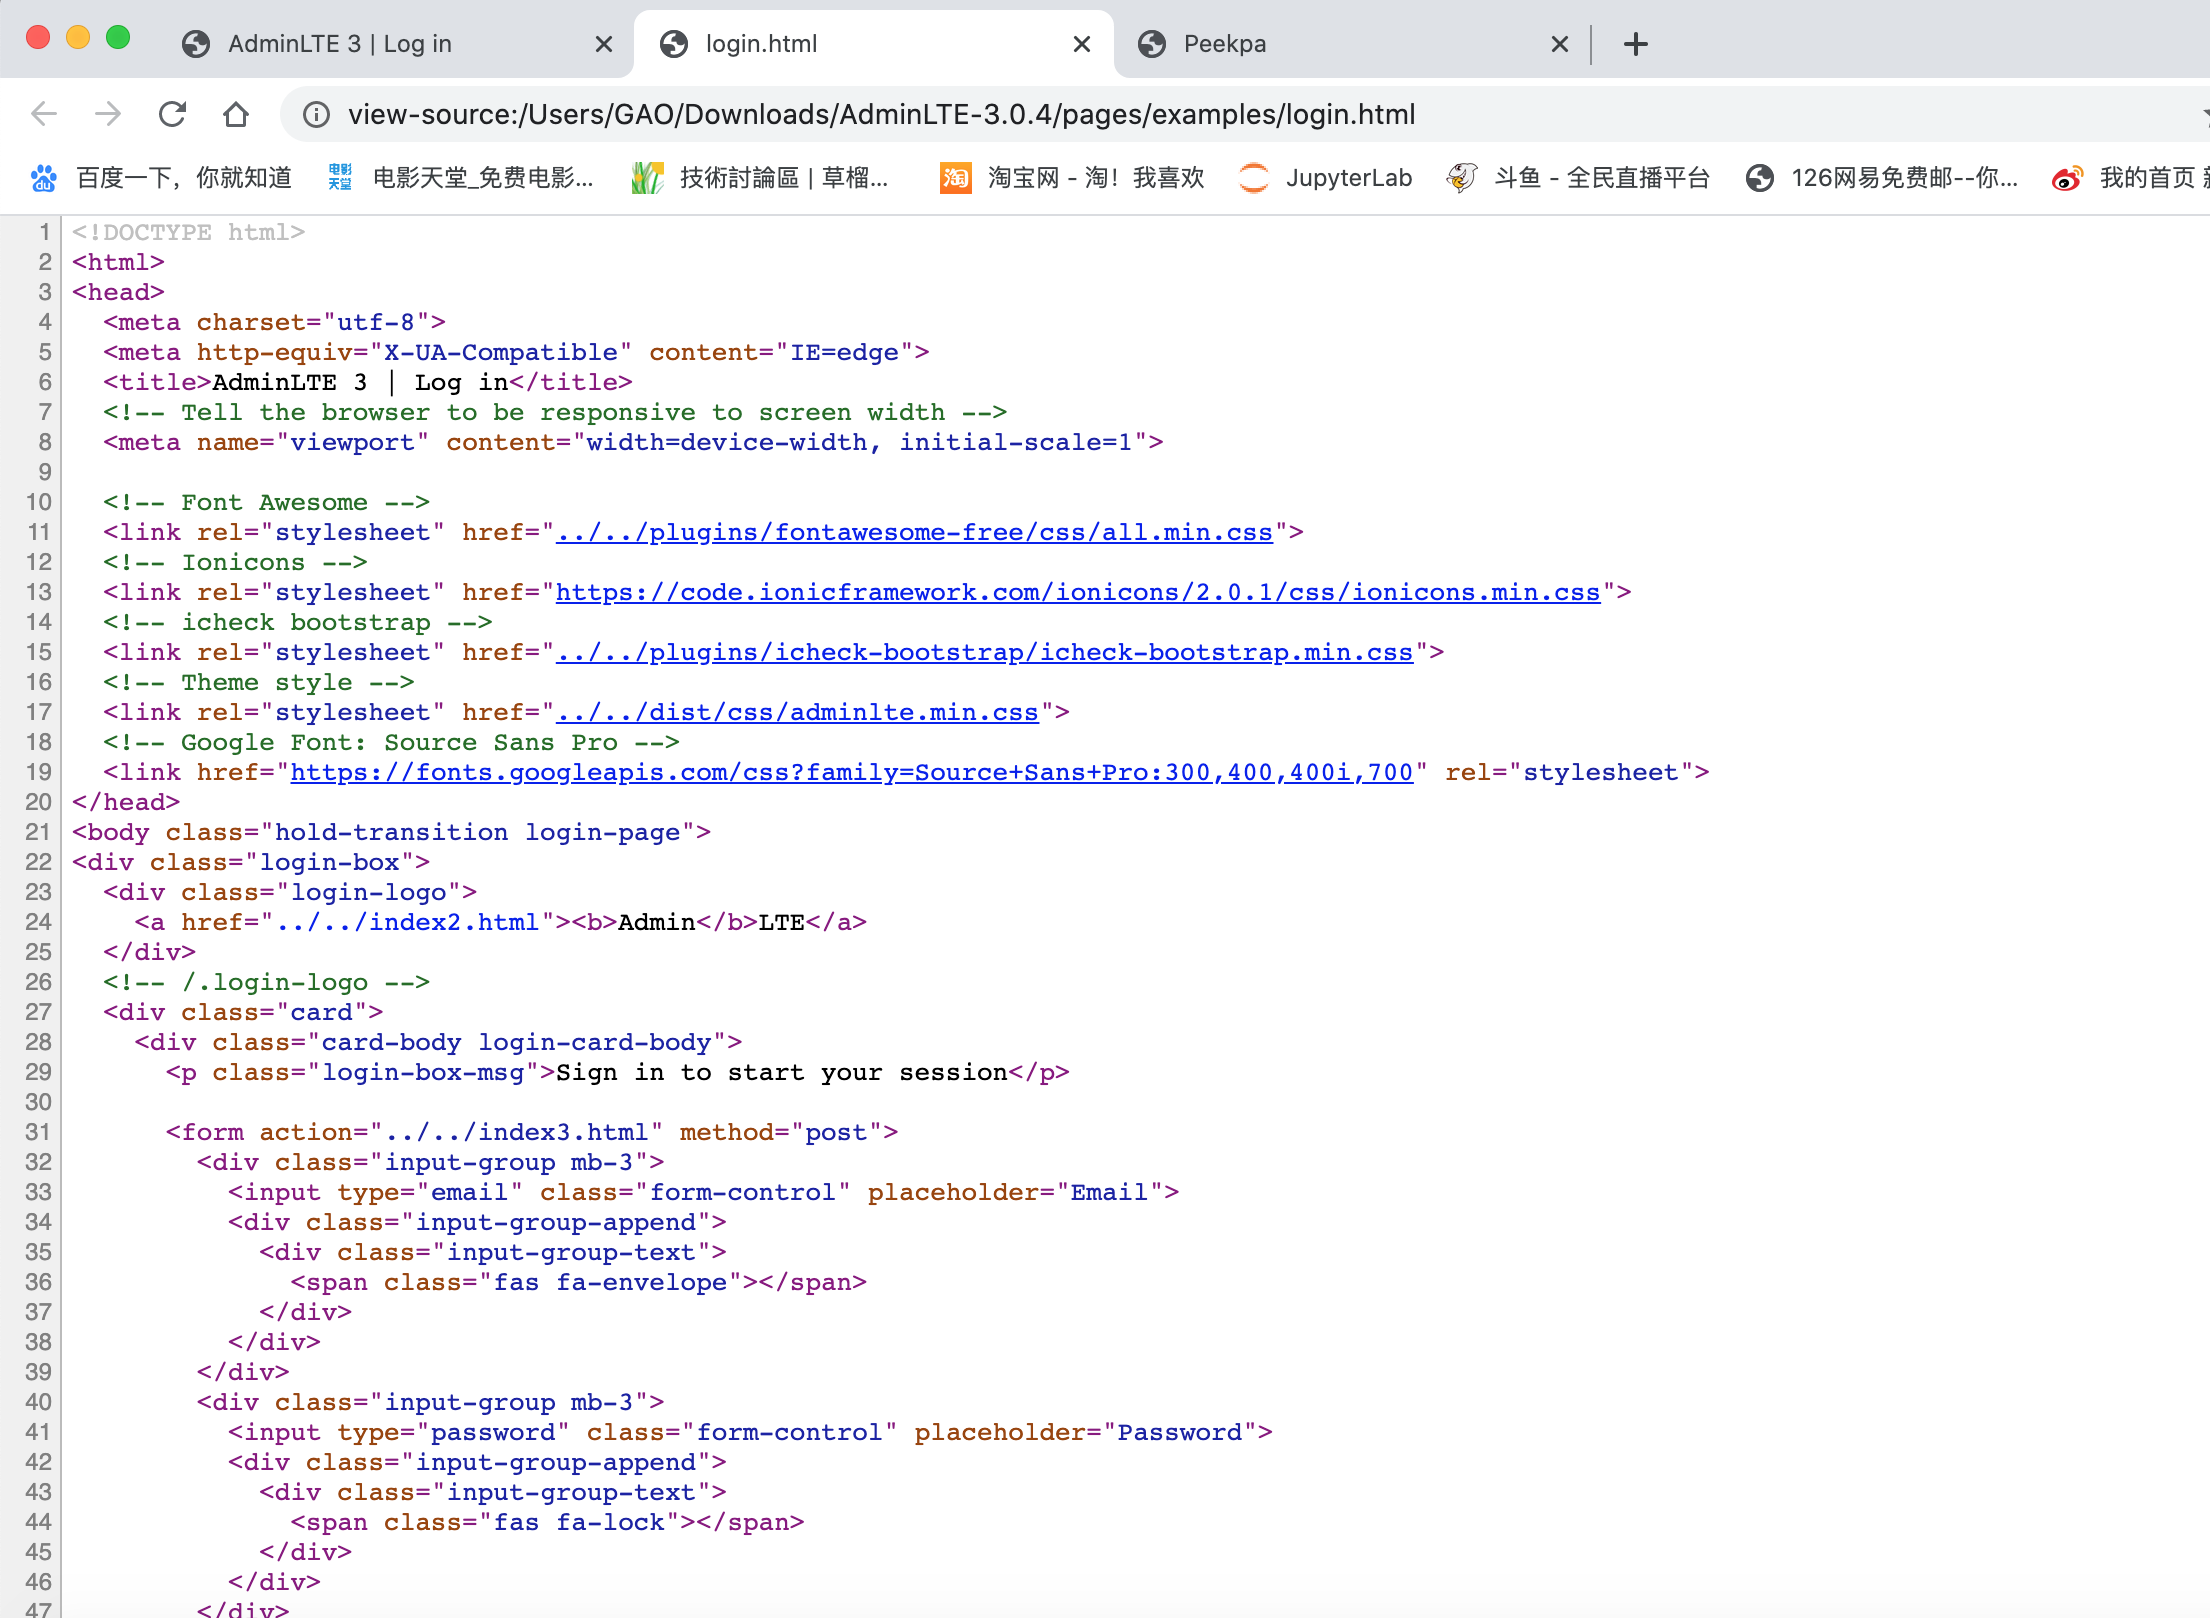 AdminLTE 3 | Log in
login.html
Peekpa
view-source:/Users/GAO/Downloads/AdminLTE-3.0.4/pages/examples/login.html
百度一下，你就知道 电影天堂 电影天堂_免费电影... 技術討論區 | 草榴... 淘 淘宝网 - 淘！我喜欢 JupyterLab 斗鱼 - 全民直播平台 126网易免费邮--你... 我的首页
1 <!DOCTYPE html>
2 <html>
3 <head>
4   <meta charset="utf-8">
5   <meta http-equiv="X-UA-Compatible" content="IE=edge">
6   <title>AdminLTE 3 | Log in</title>
7   <!-- Tell the browser to be responsive to screen width -->
8   <meta name="viewport" content="width=device-width, initial-scale=1">
9
10   <!-- Font Awesome -->
11   <link rel="stylesheet" href="../../plugins/fontawesome-free/css/all.min.css">
12   <!-- Ionicons -->
13   <link rel="stylesheet" href="https://code.ionicframework.com/ionicons/2.0.1/css/ionicons.min.css">
14   <!-- icheck bootstrap -->
15   <link rel="stylesheet" href="../../plugins/icheck-bootstrap/icheck-bootstrap.min.css">
16   <!-- Theme style -->
17   <link rel="stylesheet" href="../../dist/css/adminlte.min.css">
18   <!-- Google Font: Source Sans Pro -->
19   <link href="https://fonts.googleapis.com/css?family=Source+Sans+Pro:300,400,400i,700" rel="stylesheet">
20 </head>
21 <body class="hold-transition login-page">
22 <div class="login-box">
23   <div class="login-logo">
24     <a href="../../index2.html"><b>Admin</b>LTE</a>
25   </div>
26   <!-- /.login-logo -->
27   <div class="card">
28     <div class="card-body login-card-body">
29       <p class="login-box-msg">Sign in to start your session</p>
30
31       <form action="../../index3.html" method="post">
32         <div class="input-group mb-3">
33           <input type="email" class="form-control" placeholder="Email">
34           <div class="input-group-append">
35             <div class="input-group-text">
36               <span class="fas fa-envelope"></span>
37             </div>
38           </div>
39         </div>
40         <div class="input-group mb-3">
41           <input type="password" class="form-control" placeholder="Password">
42           <div class="input-group-append">
43             <div class="input-group-text">
44               <span class="fas fa-lock"></span>
45             </div>
46           </div>
47         </div>